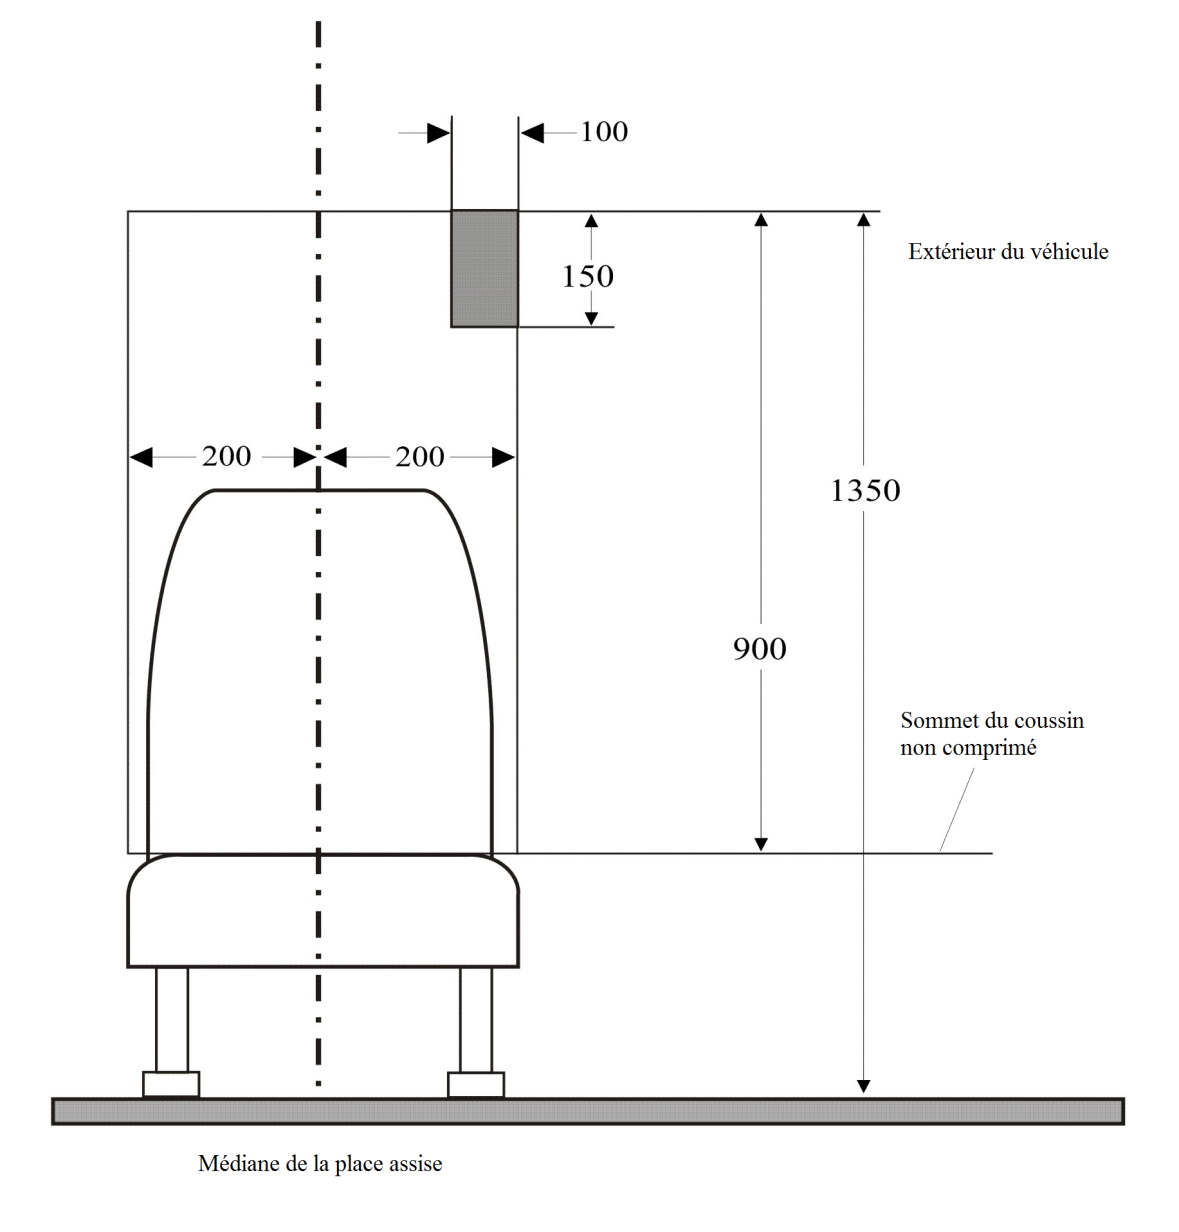 100
Extérieur du véhicule
150
200
200
1350
900
Sommet du coussin
non comprimé
Médiane de la place assise